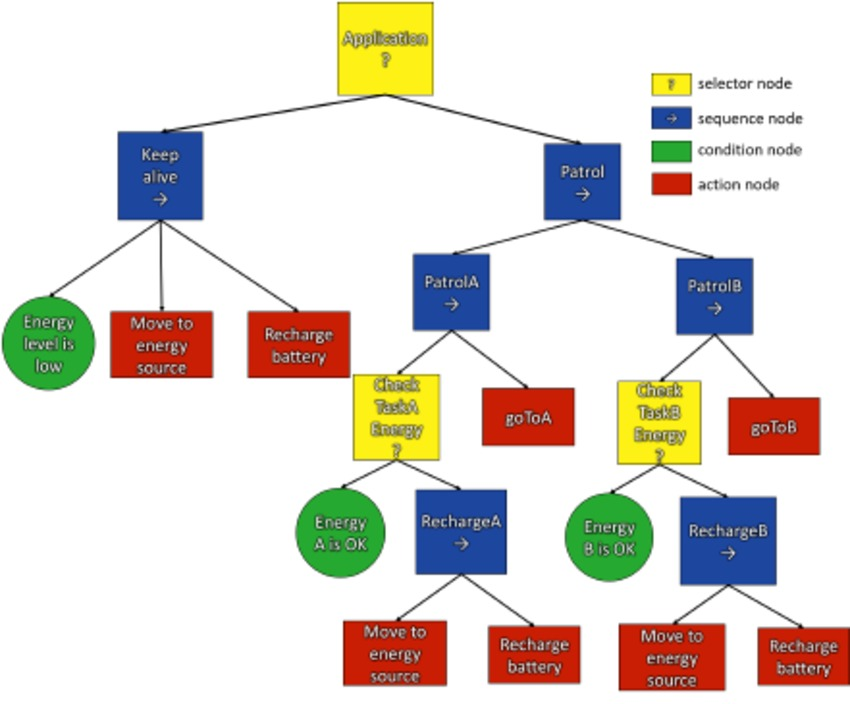 Application
?
? selector node
→ sequence node
condition node
action node
Keep
alive
→
Patrol
→
PatrolA
→
PatrolB
→
Energy
level is
low
Move to
energy
source
Recharge
battery
Check
TaskA
Energy
?
goToA
Check
TaskB
Energy
?
goToB
Energy
A is OK
RechargeA
→
Energy
B is OK
RechargeB
→
Move to
energy
source
Recharge
battery
Move to
energy
source
Recharge
battery